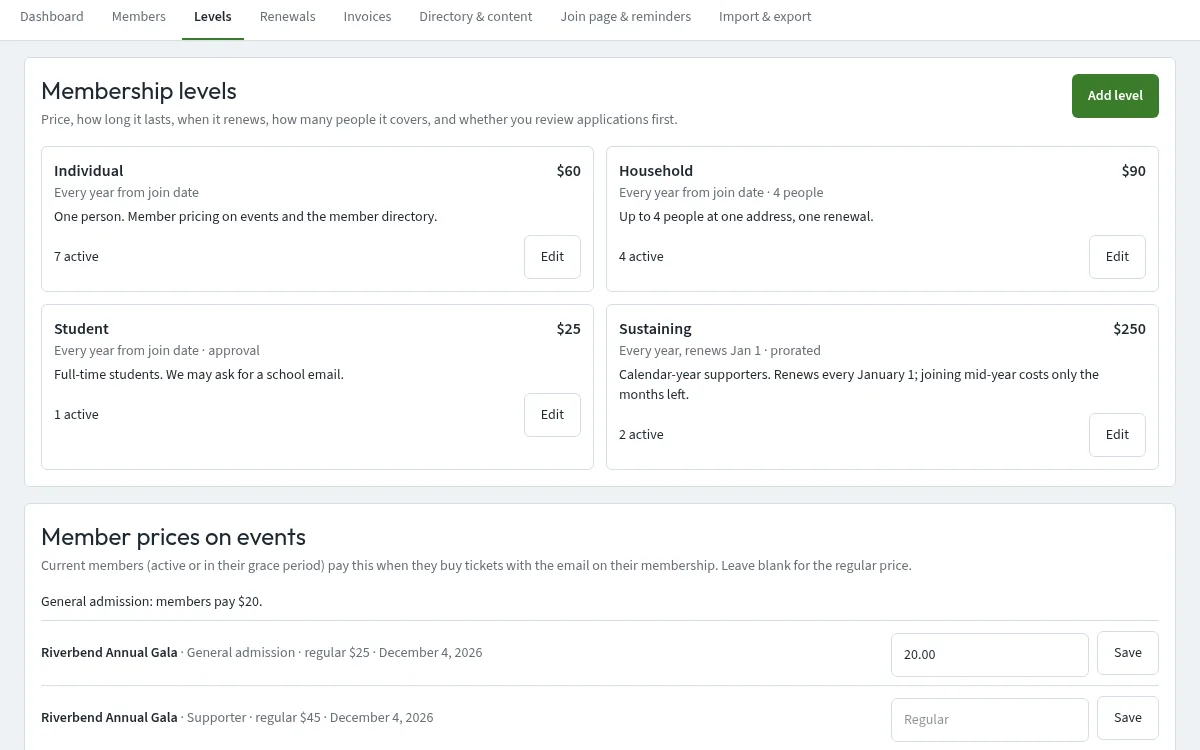 Dashboard Members Levels Renewals Invoices Directory & content Join page & reminders Import & export
Membership levels
Add level
Price, how long it lasts, when it renews, how many people it covers, and whether you review applications first.
Individual $60
Every year from join date
One person. Member pricing on events and the member directory.
7 active Edit
Household $90
Every year from join date · 4 people
Up to 4 people at one address, one renewal.
4 active Edit
Student $25
Every year from join date · approval
Full-time students. We may ask for a school email.
1 active Edit
Sustaining $250
Every year, renews Jan 1 · prorated
Calendar-year supporters. Renews every January 1; joining mid-year costs only the
months left.
2 active Edit
Member prices on events
Current members (active or in their grace period) pay this when they buy tickets with the email on their membership. Leave blank for the regular price.
General admission: members pay $20.
Riverbend Annual Gala · General admission · regular $25 · December 4, 2026 20.00 Save
Riverbend Annual Gala · Supporter · regular $45 · December 4, 2026 Regular Save